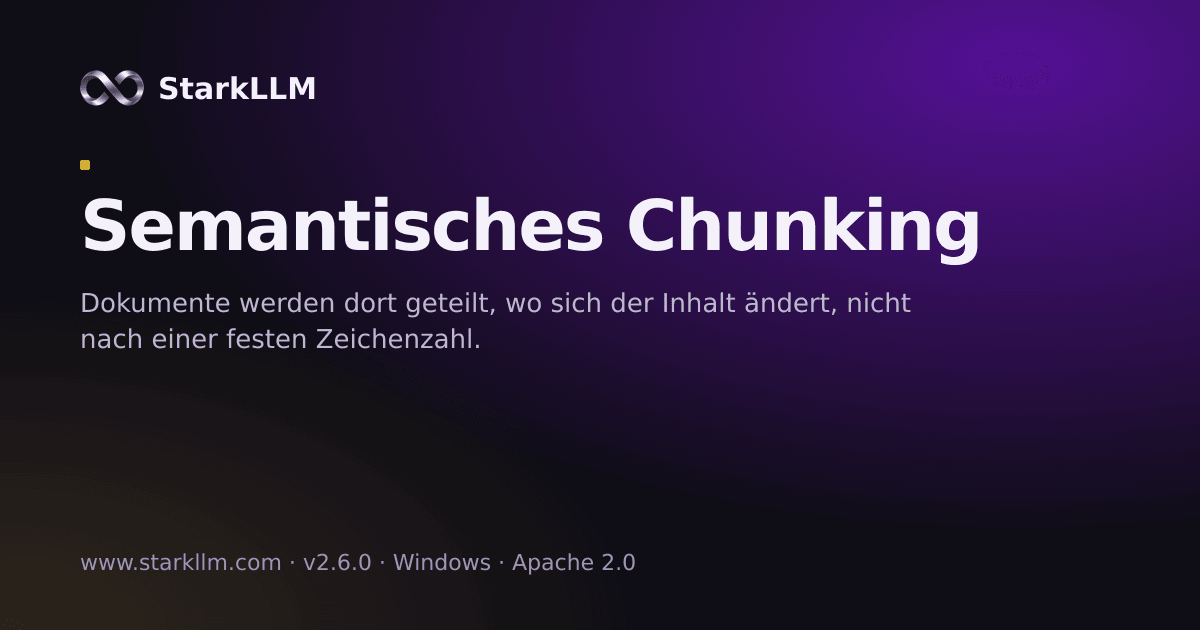 StarkLLM
Semantisches Chunking
Dokumente werden dort geteilt, wo sich der Inhalt ändert, nicht
nach einer festen Zeichenzahl.
www.starkllm.com · v2.6.0 · Windows · Apache 2.0